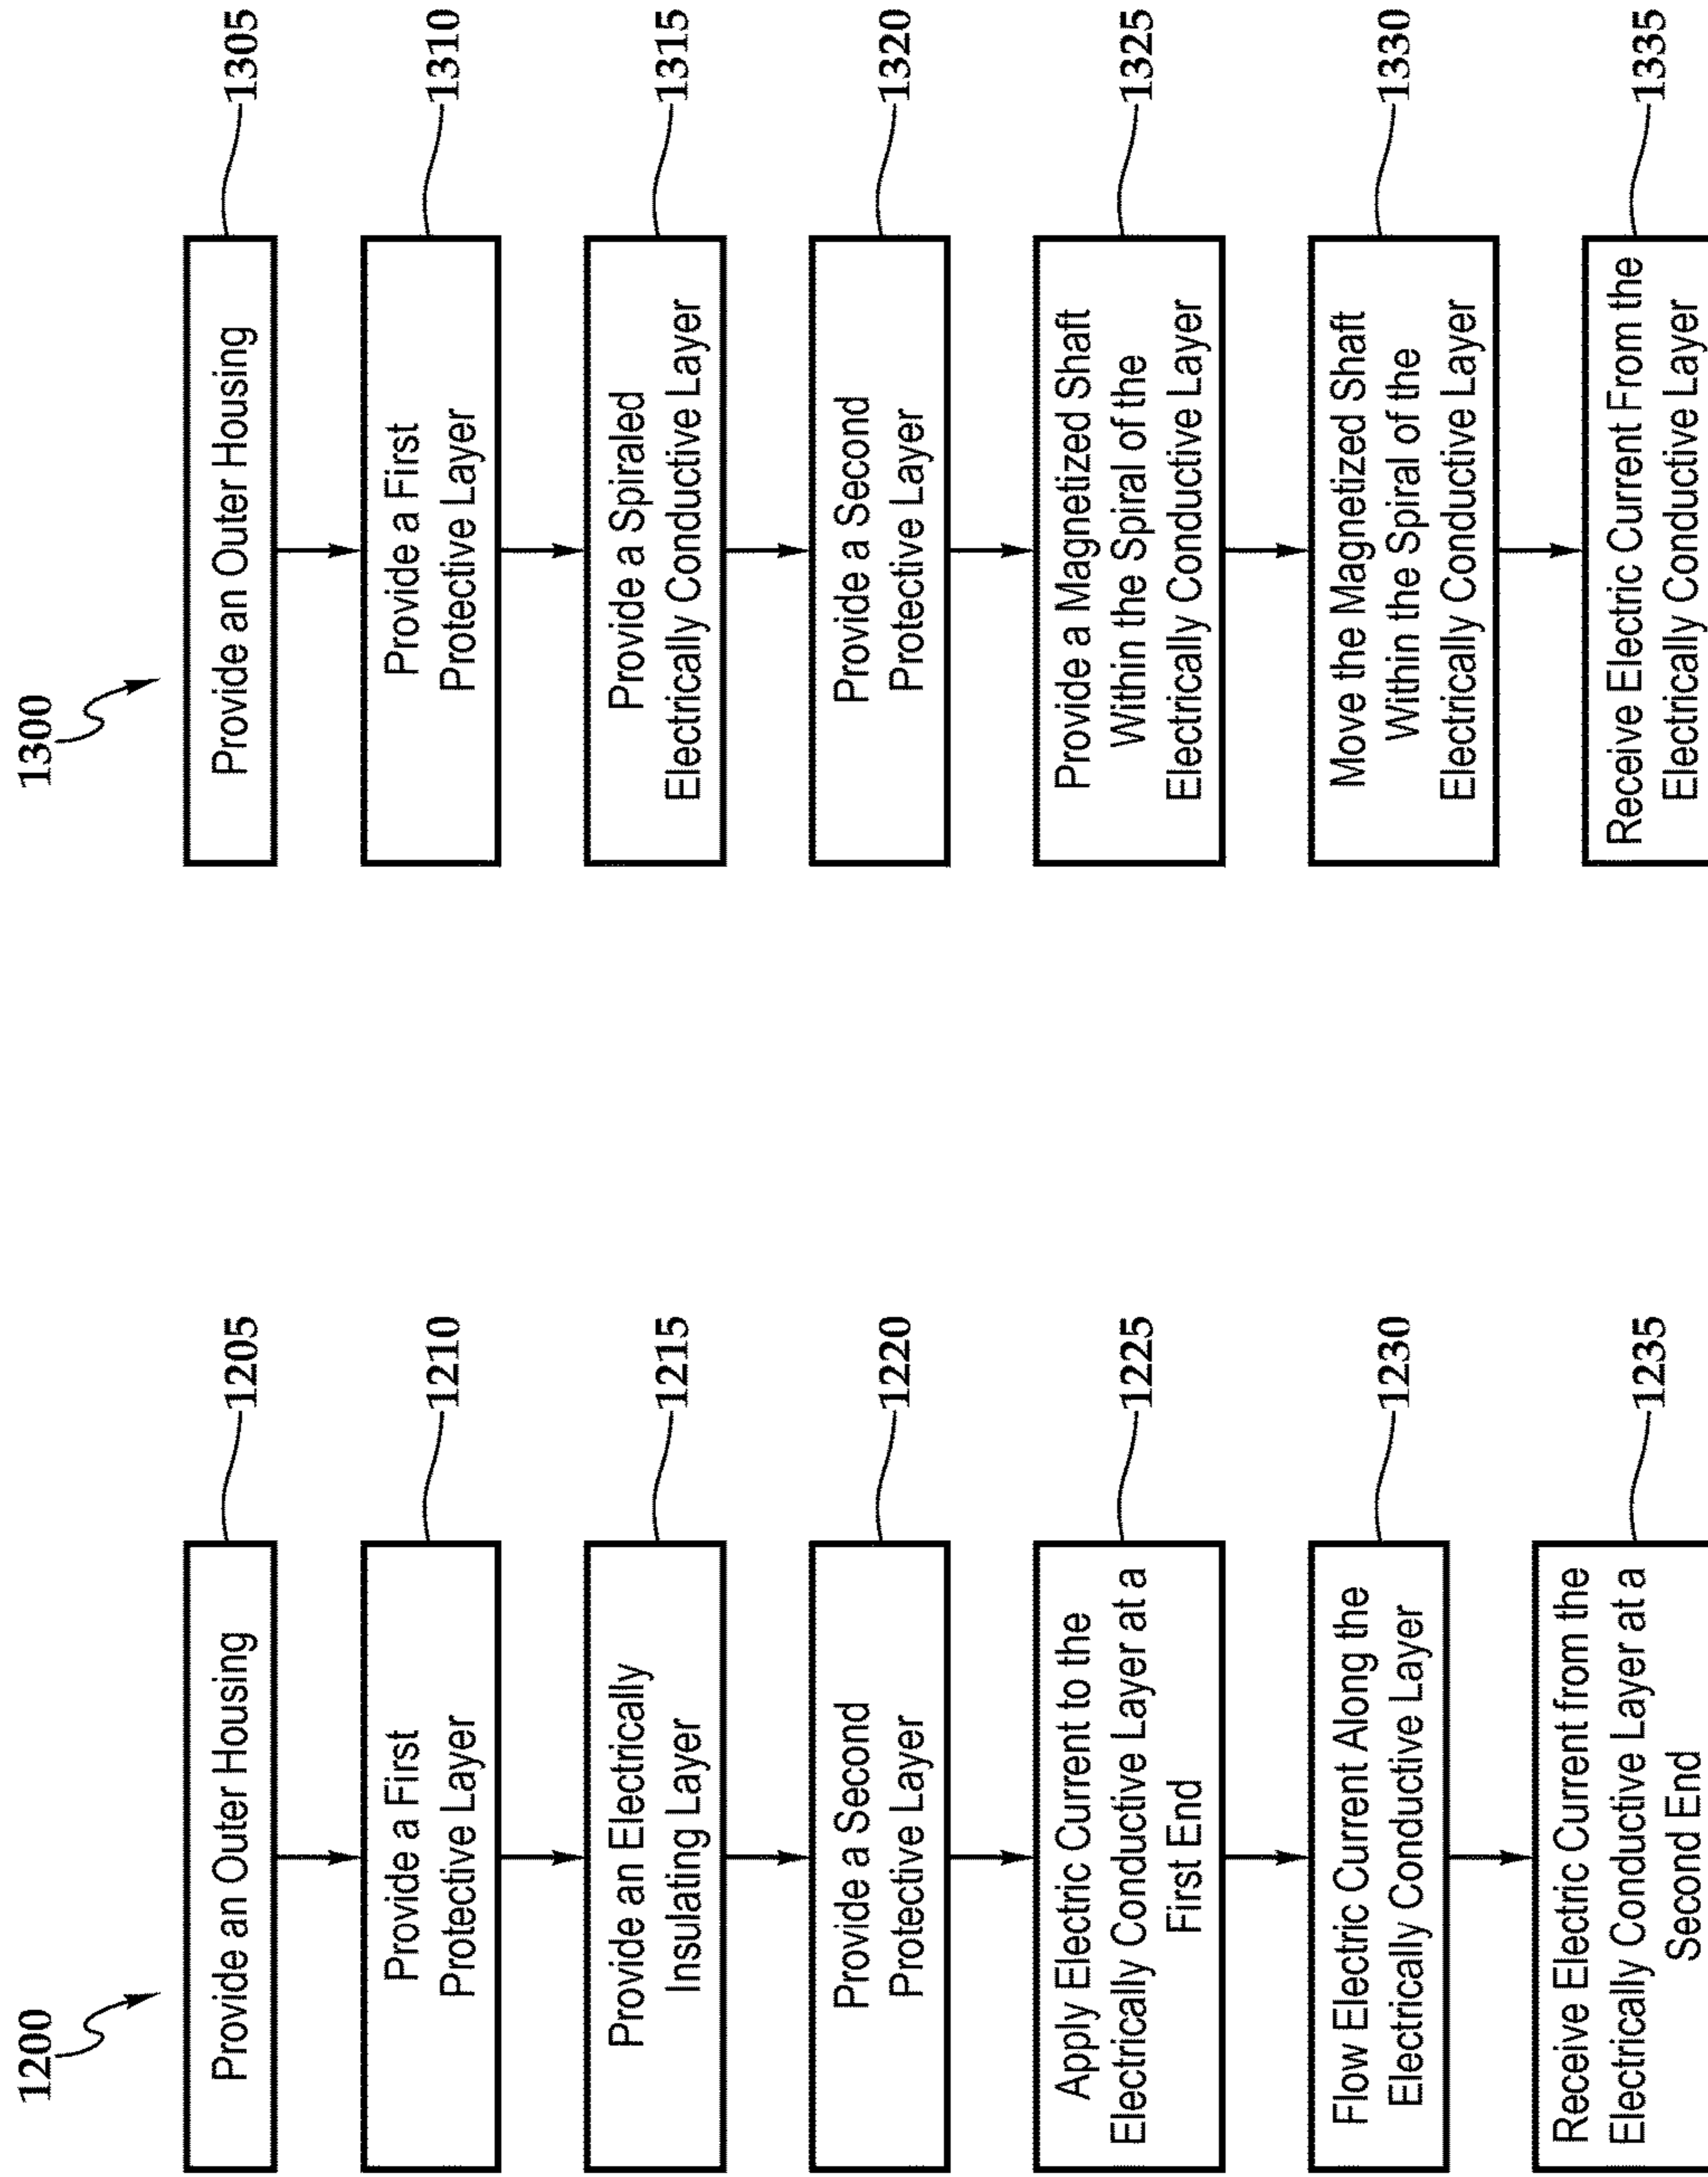 1200
Provide an Outer Housing
1205
Provide a First
Protective Layer
1210
Provide an Electrically
Insulating Layer
1215
Provide a Second
Protective Layer
1220
Apply Electric Current to the
Electrically Conductive Layer at a
First End
1225
Flow Electric Current Along the
Electrically Conductive Layer
1230
Receive Electric Current from the
Electrically Conductive Layer at a
Second End
1235
1300
Provide an Outer Housing
1305
Provide a First
Protective Layer
1310
Provide a Spiraled
Electrically Conductive Layer
1315
Provide a Second
Protective Layer
1320
Provide a Magnetized Shaft
Within the Spiral of the
Electrically Conductive Layer
1325
Move the Magnetized Shaft
Within the Spiral of the
Electrically Conductive Layer
1330
Receive Electric Current From the
Electrically Conductive Layer
1335